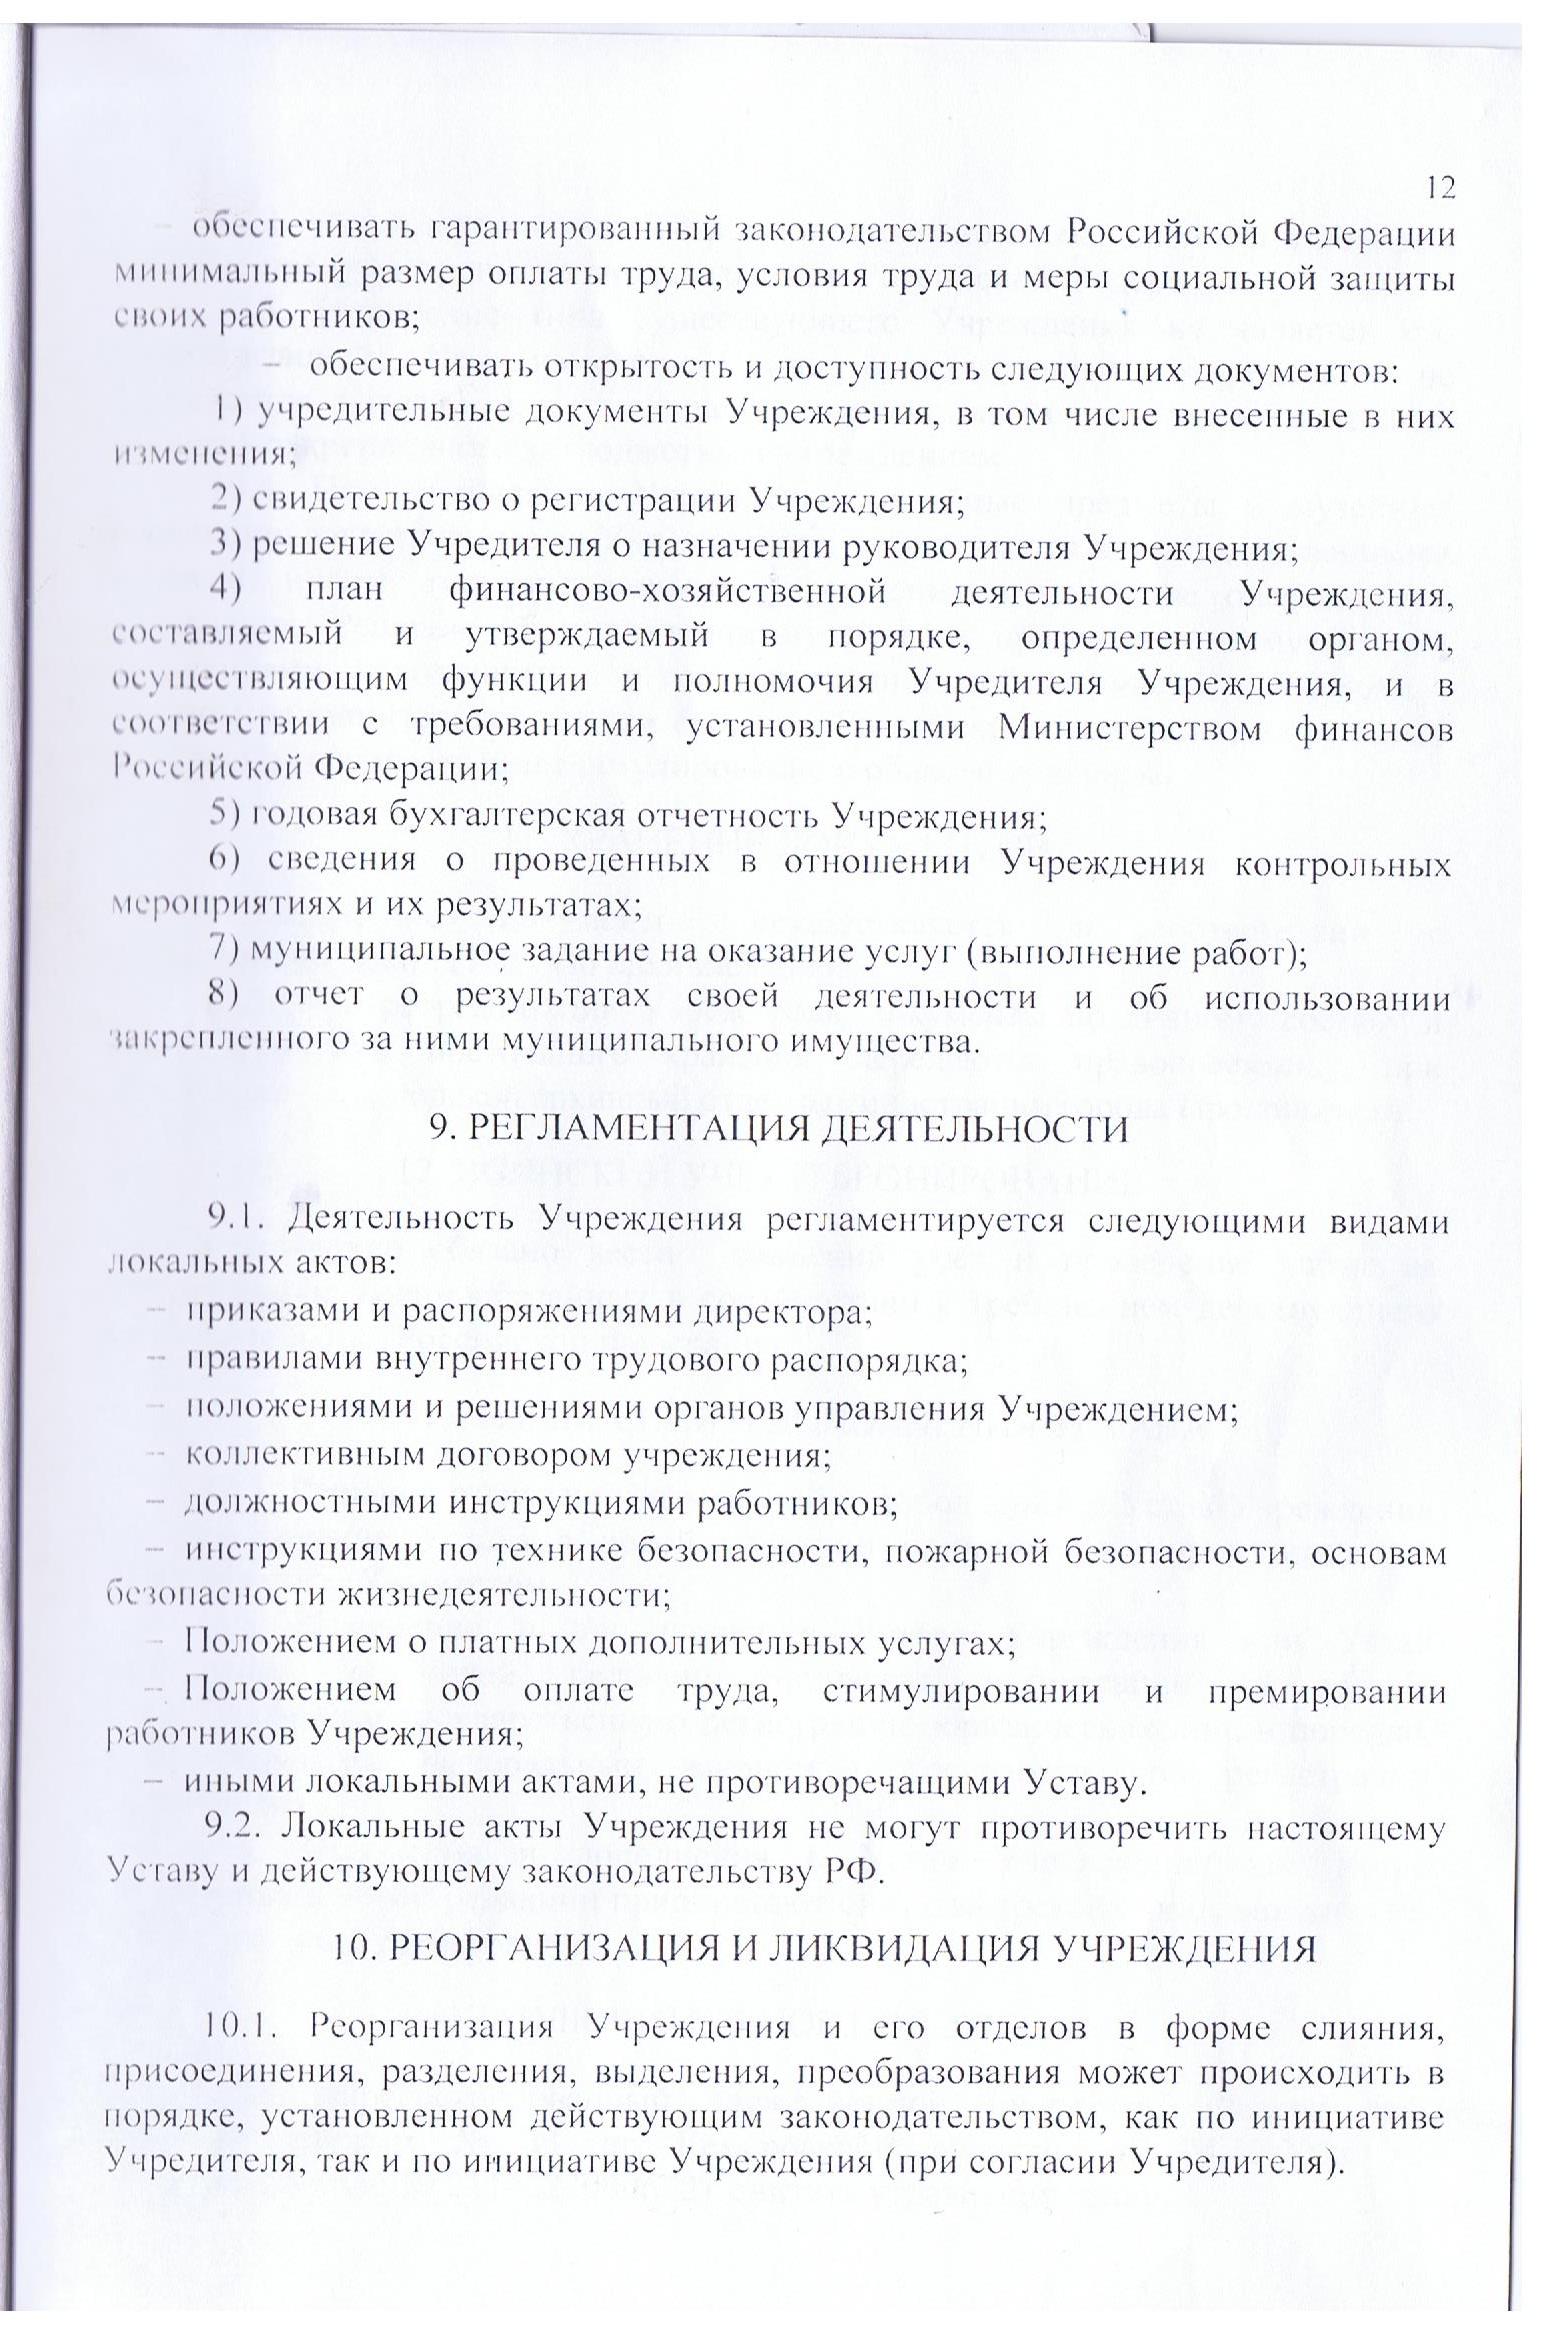 12
– обеспечивать гарантированный законодательством Российской Федерации
минимальный размер оплаты труда, условия труда и меры социальной защиты
своих работников;
– обеспечивать открытость и доступность следующих документов:
1) учредительные документы Учреждения, в том числе внесенные в них
изменения;
2) свидетельство о регистрации Учреждения;
3) решение Учредителя о назначении руководителя Учреждения;
4) план финансово-хозяйственной деятельности Учреждения,
составляемый и утверждаемый в порядке, определенном органом,
осуществляющим функции и полномочия Учредителя Учреждения, и в
соответствии с требованиями, установленными Министерством финансов
Российской Федерации;
5) годовая бухгалтерская отчетность Учреждения;
6) сведения о проведенных в отношении Учреждения контрольных
мероприятиях и их результатах;
7) муниципальное задание на оказание услуг (выполнение работ);
8) отчет о результатах своей деятельности и об использовании
закрепленного за ними муниципального имущества.
9. РЕГЛАМЕНТАЦИЯ ДЕЯТЕЛЬНОСТИ
9.1. Деятельность Учреждения регламентируется следующими видами
локальных актов:
– приказами и распоряжениями директора;
– правилами внутреннего трудового распорядка;
– положениями и решениями органов управления Учреждением;
– коллективным договором учреждения;
– должностными инструкциями работников;
– инструкциями по технике безопасности, пожарной безопасности, основам
безопасности жизнедеятельности;
– Положением о платных дополнительных услугах;
– Положением об оплате труда, стимулировании и премировании
работников Учреждения;
– иными локальными актами, не противоречащими Уставу.
9.2. Локальные акты Учреждения не могут противоречить настоящему
Уставу и действующему законодательству РФ.
10. РЕОРГАНИЗАЦИЯ И ЛИКВИДАЦИЯ УЧРЕЖДЕНИЯ
10.1. Реорганизация Учреждения и его отделов в форме слияния,
присоединения, разделения, выделения, преобразования может происходить в
порядке, установленном действующим законодательством, как по инициативе
Учредителя, так и по инициативе Учреждения (при согласии Учредителя).